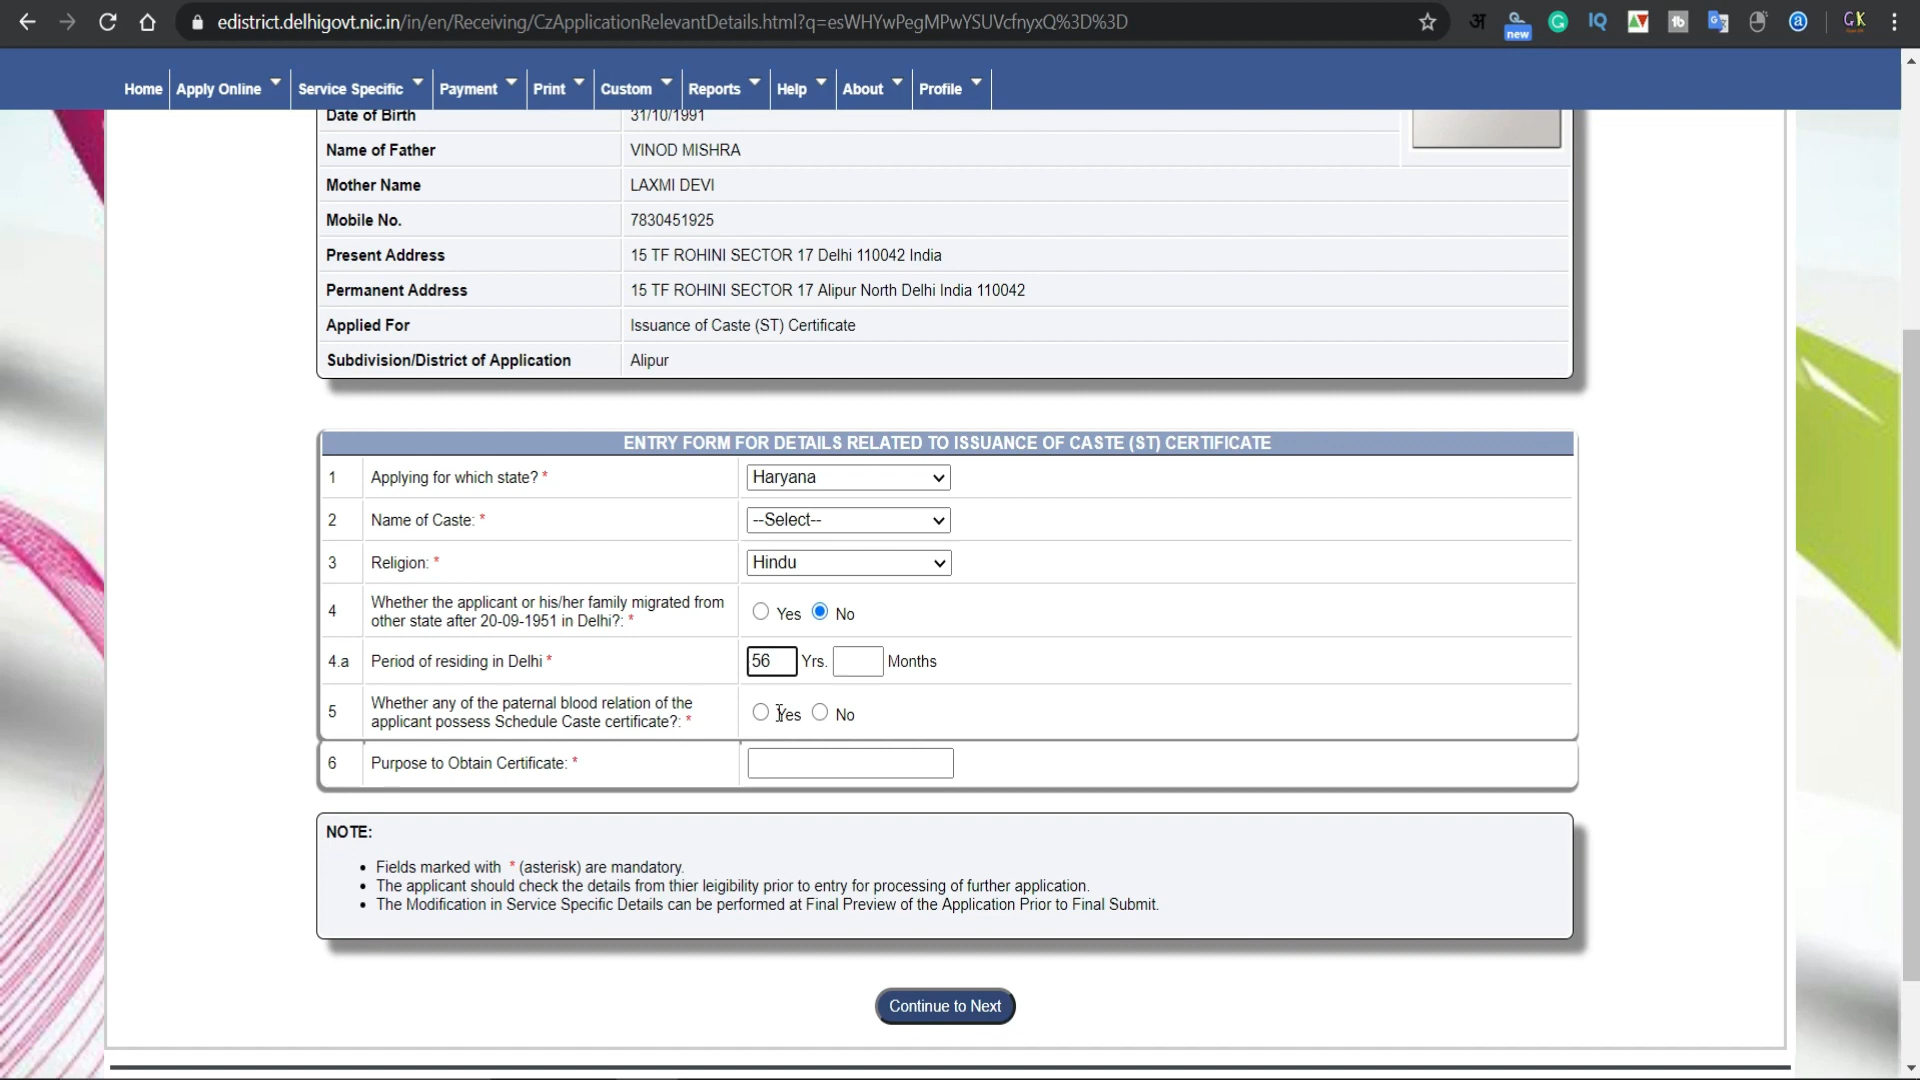 edistrict.delhigovt.nic.in/in/en/Receiving/CzApplicationRelevantDetails.html?q=esWHYwPegMPwYSUVcfnyxQ%3D%3D
अ new G IQ tb a GK
Home Apply Online Service Specific Payment Print Custom Reports Help About Profile
Date of Birth 31/10/1991
Name of Father VINOD MISHRA
Mother Name LAXMI DEVI
Mobile No. 7830451925
Present Address 15 TF ROHINI SECTOR 17 Delhi 110042 India
Permanent Address 15 TF ROHINI SECTOR 17 Alipur North Delhi India 110042
Applied For Issuance of Caste (ST) Certificate
Subdivision/District of Application Alipur
ENTRY FORM FOR DETAILS RELATED TO ISSUANCE OF CASTE (ST) CERTIFICATE
1 Applying for which state? * Haryana
2 Name of Caste: * --Select--
3 Religion: * Hindu
4 Whether the applicant or his/her family migrated from
other state after 20-09-1951 in Delhi?: * Yes No
4.a Period of residing in Delhi * 56 Yrs. Months
5 Whether any of the paternal blood relation of the
applicant possess Schedule Caste certificate?: * Yes No
6 Purpose to Obtain Certificate: *
NOTE:
• Fields marked with * (asterisk) are mandatory.
• The applicant should check the details from thier leigibility prior to entry for processing of further application.
• The Modification in Service Specific Details can be performed at Final Preview of the Application Prior to Final Submit.
Continue to Next